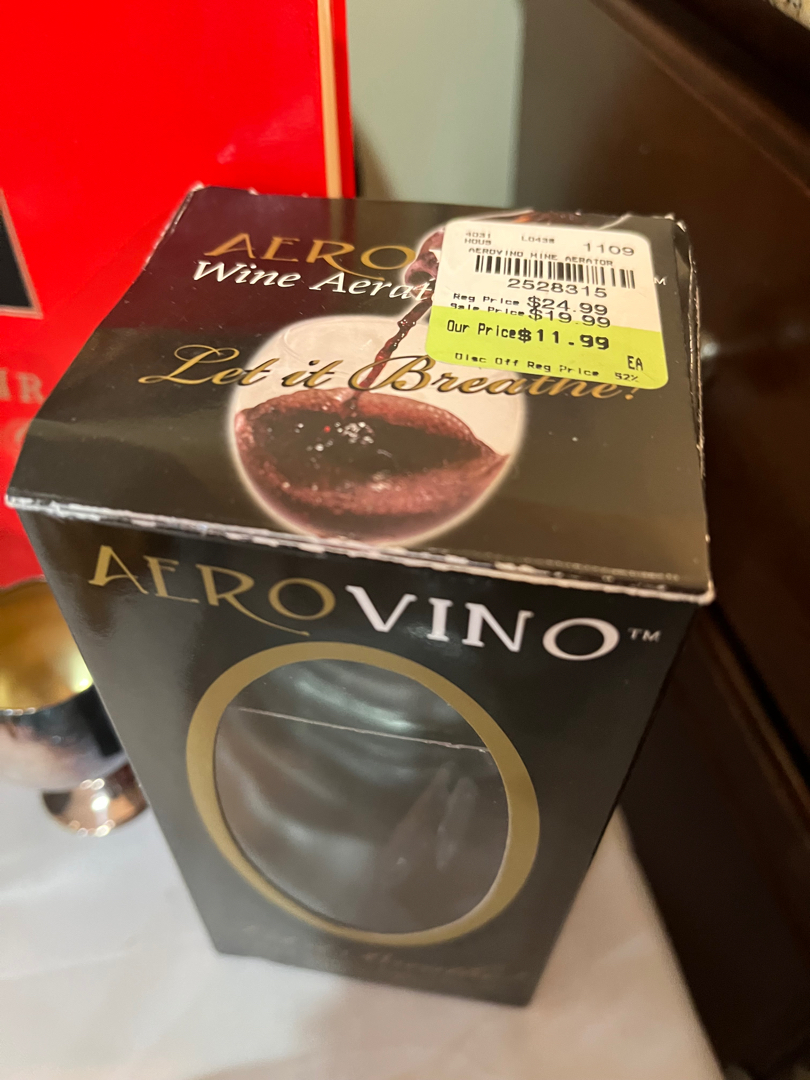 AERO
Wine Aerat
4031 L0438 1109
HOUS
AEROVINO WINE AERATOR
2528315
Reg Price $24.99
Sale Price $19.99
Our Price $11.99
EA
Disc Off Reg Price 52%
TM
Let it Breathe!
AEROVINO™